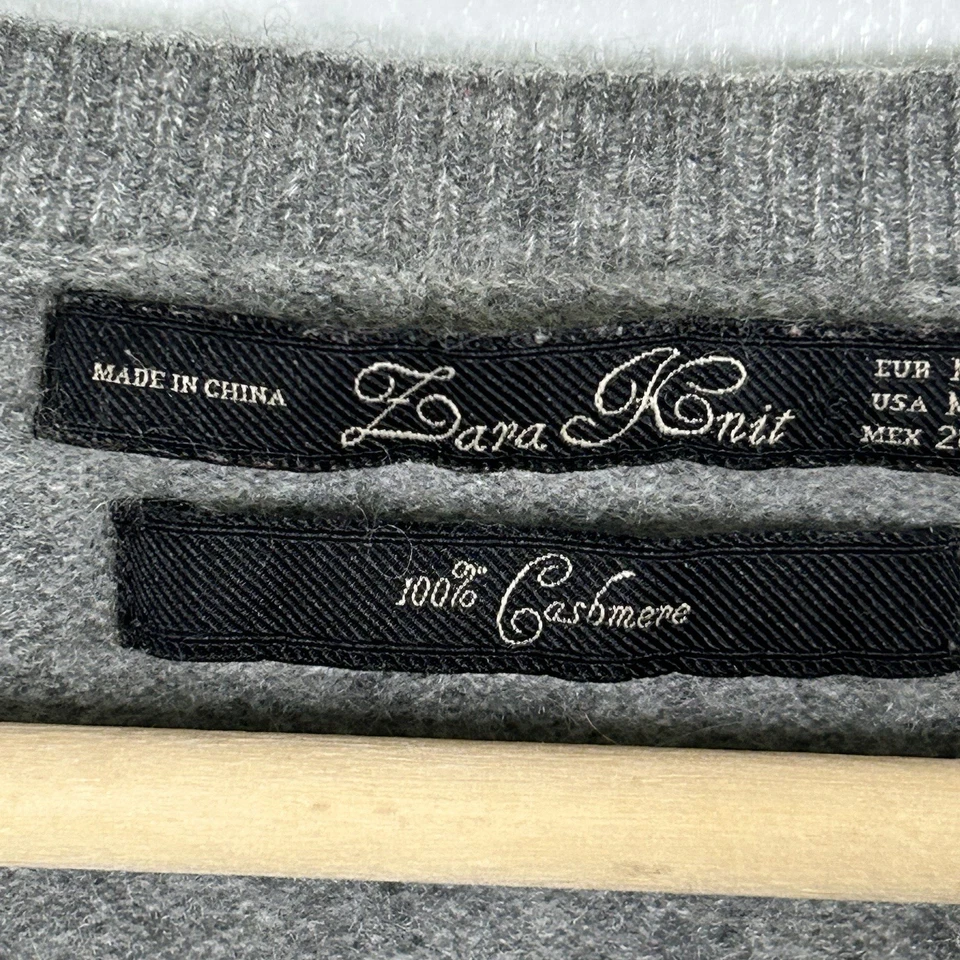 MADE IN CHINA
Zara Knit
EUR
USA M
MEX
100% Cashmere